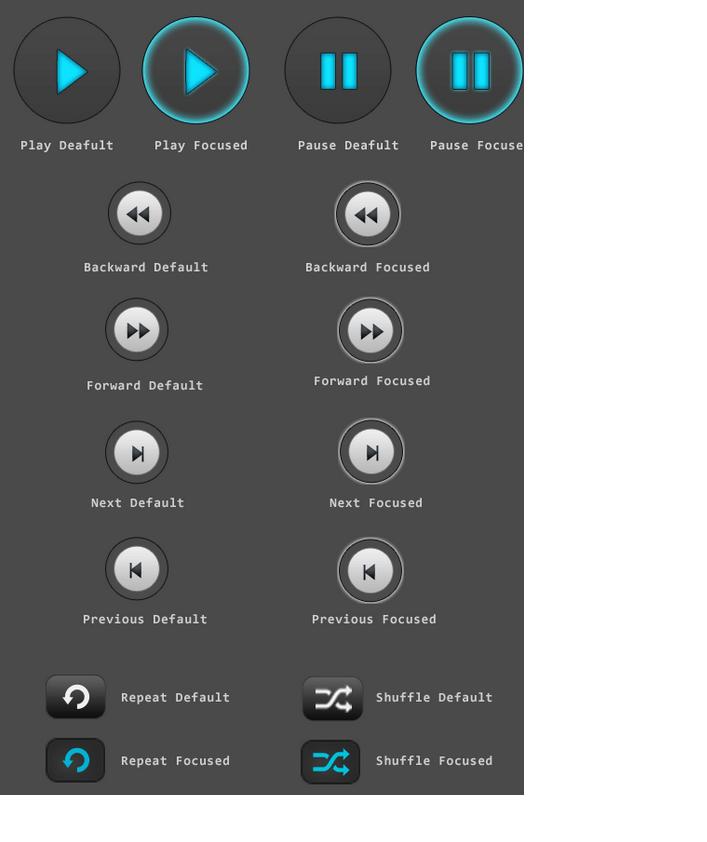 Play Deafult
Play Focused
Pause Deafult
Pause Focuse
Backward Default
Backward Focused
Forward Default
Forward Focused
Next Default
Next Focused
Previous Default
Previous Focused
Repeat Default
Shuffle Default
Repeat Focused
Shuffle Focused